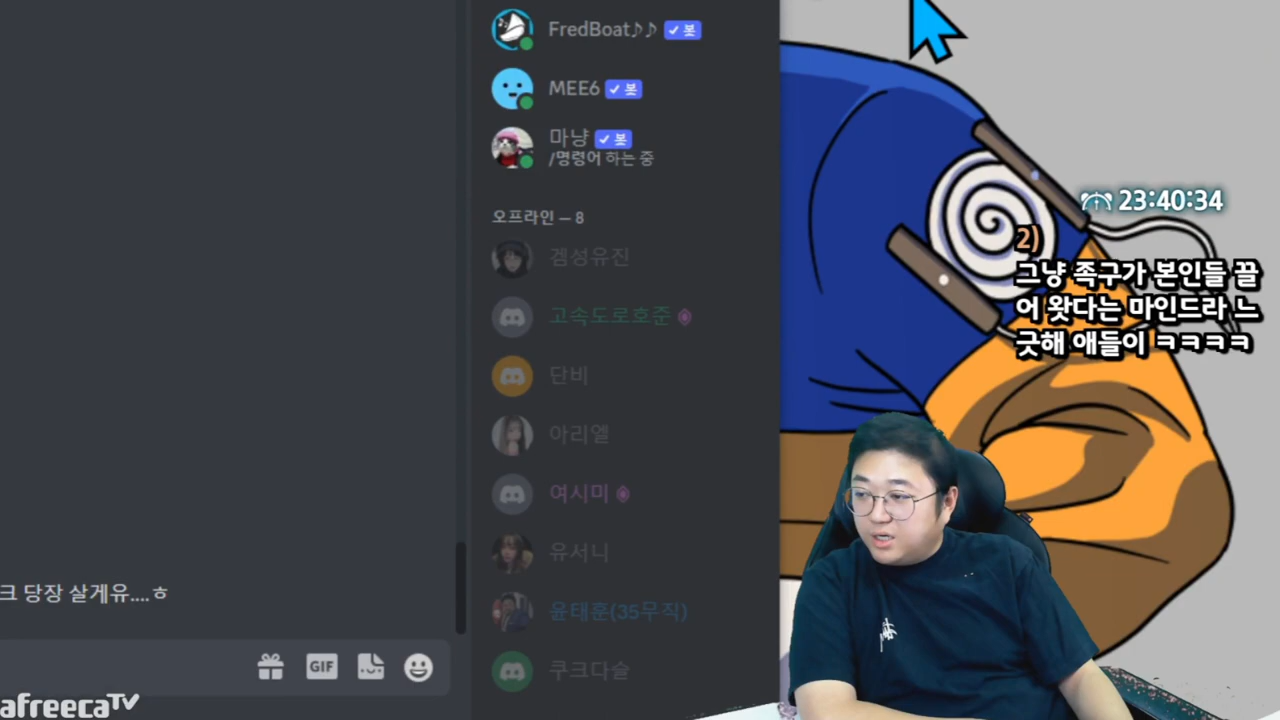 FredBoat♪♪ ✓ 봇
MEE6 ✓ 봇
마냥 ✓ 봇
/명령어 하는 중
오프라인 — 8
겜성유진
고속도로호준
단비
아리엘
여시미
유서니
윤태훈(35무직)
쿠크다슬
크 당장 살게유....ㅎ
GIF
afreecaTV
23:40:34
2)
그냥 족구가 본인들 끌
어 왓다는 마인드라 느
긋해 애들이 ㅋㅋㅋㅋ